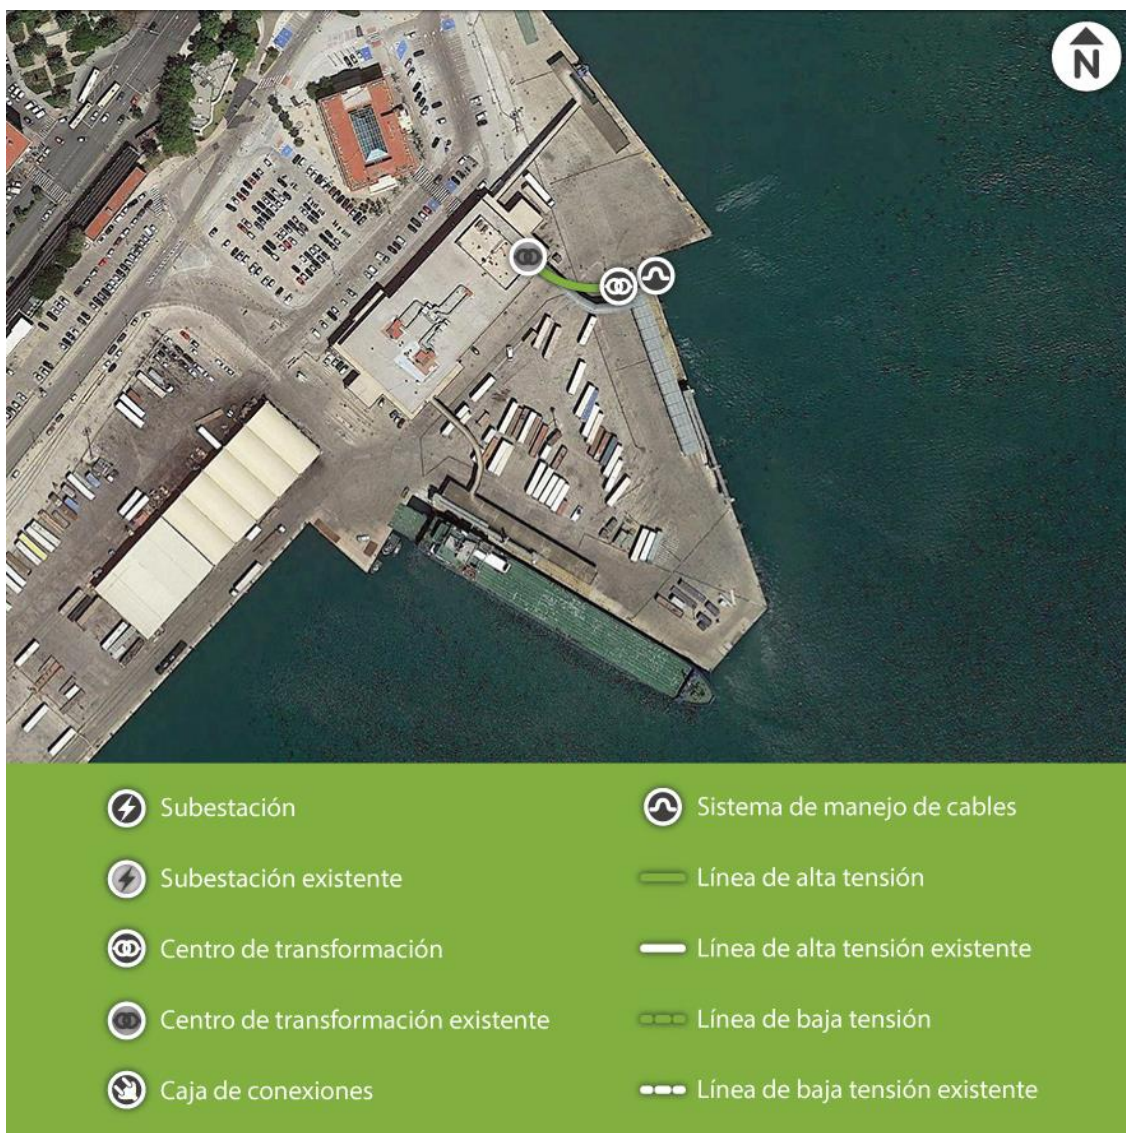 N
Subestación
Subestación existente
Centro de transformación
Centro de transformación existente
Caja de conexiones
Sistema de manejo de cables
Línea de alta tensión
Línea de alta tensión existente
Línea de baja tensión
Línea de baja tensión existente